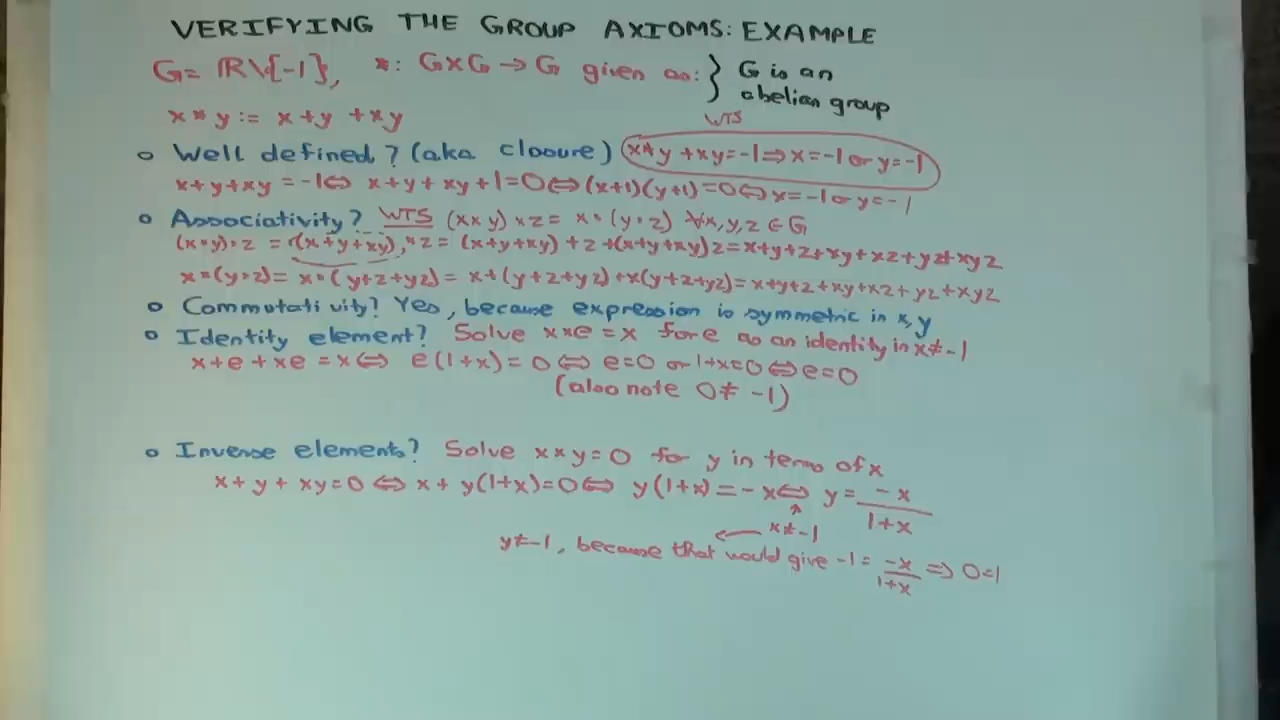 VERIFYING THE GROUP AXIOMS: EXAMPLE
G= ℝ\{-1}, *: G×G → G given as: } G is an abelian group
x*y := x+y +xy
WTS
○ Well defined? (aka closure) x+y +xy=-1 ⇒ x=-1 or y=-1
x+y+xy = -1 ⇔ x+y+xy+1=0 ⇔ (x+1)(y+1)=0 ⇔ x=-1 or y=-1
○ Associativity? WTS (x*y)*z = x*(y*z) ∀x,y,z ∈ G
(x*y)*z = (x+y+xy)*z = (x+y+xy)+z+(x+y+xy)z = x+y+z+xy+xz+yz+xyz
x*(y*z) = x*(y+z+yz) = x+(y+z+yz)+x(y+z+yz) = x+y+z+xy+xz+yz+xyz
○ Commutativity? Yes, because expression is symmetric in x,y
○ Identity element? Solve x*e = x for e as an identity in x≠-1
x+e+xe = x ⇔ e(1+x) = 0 ⇔ e=0 or 1+x=0 ⇔ e=0
(also note 0≠-1)
○ Inverse elements? Solve x*y=0 for y in terms of x
x+y+xy=0 ⇔ x+y(1+x)=0 ⇔ y(1+x) = -x ⇔ y = -x/1+x
↑
← x≠-1
y≠-1, because that would give -1 = -x/1+x ⇒ 0=1